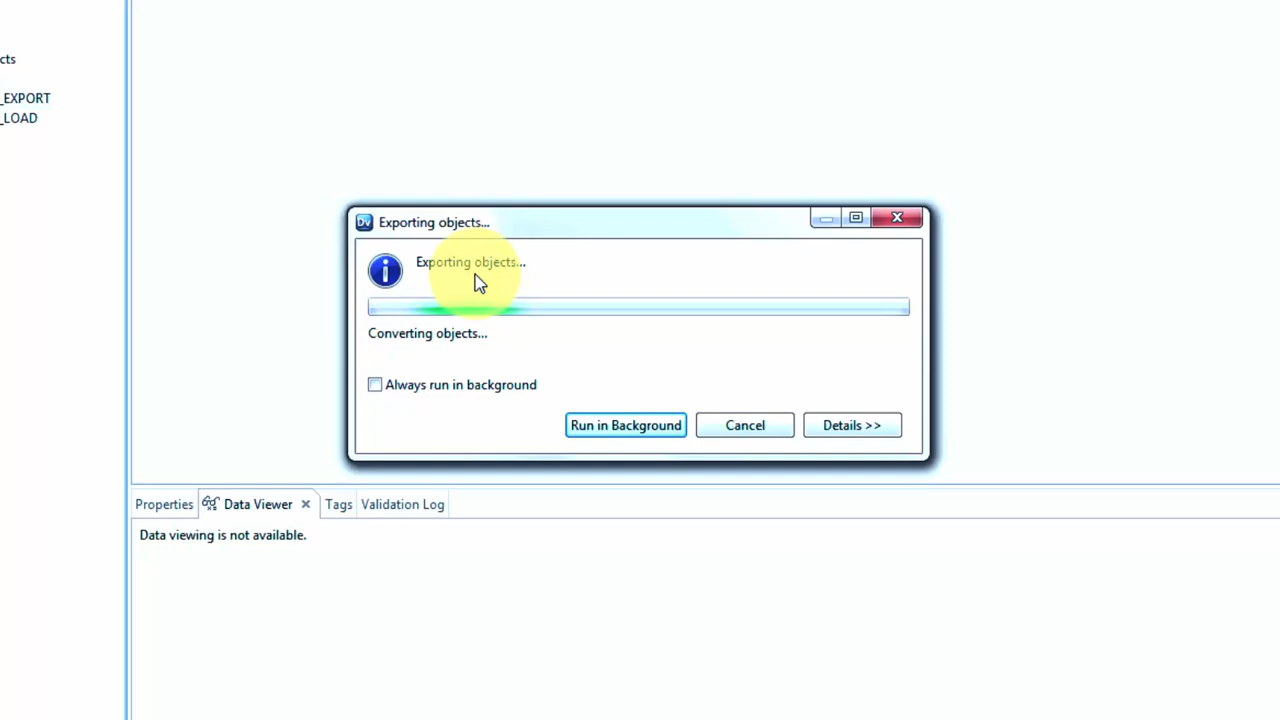 cts
_EXPORT
_LOAD
DV Exporting objects...
Exporting objects...
Converting objects...
Always run in background
Run in Background Cancel Details >>
Properties Data Viewer Tags Validation Log
Data viewing is not available.